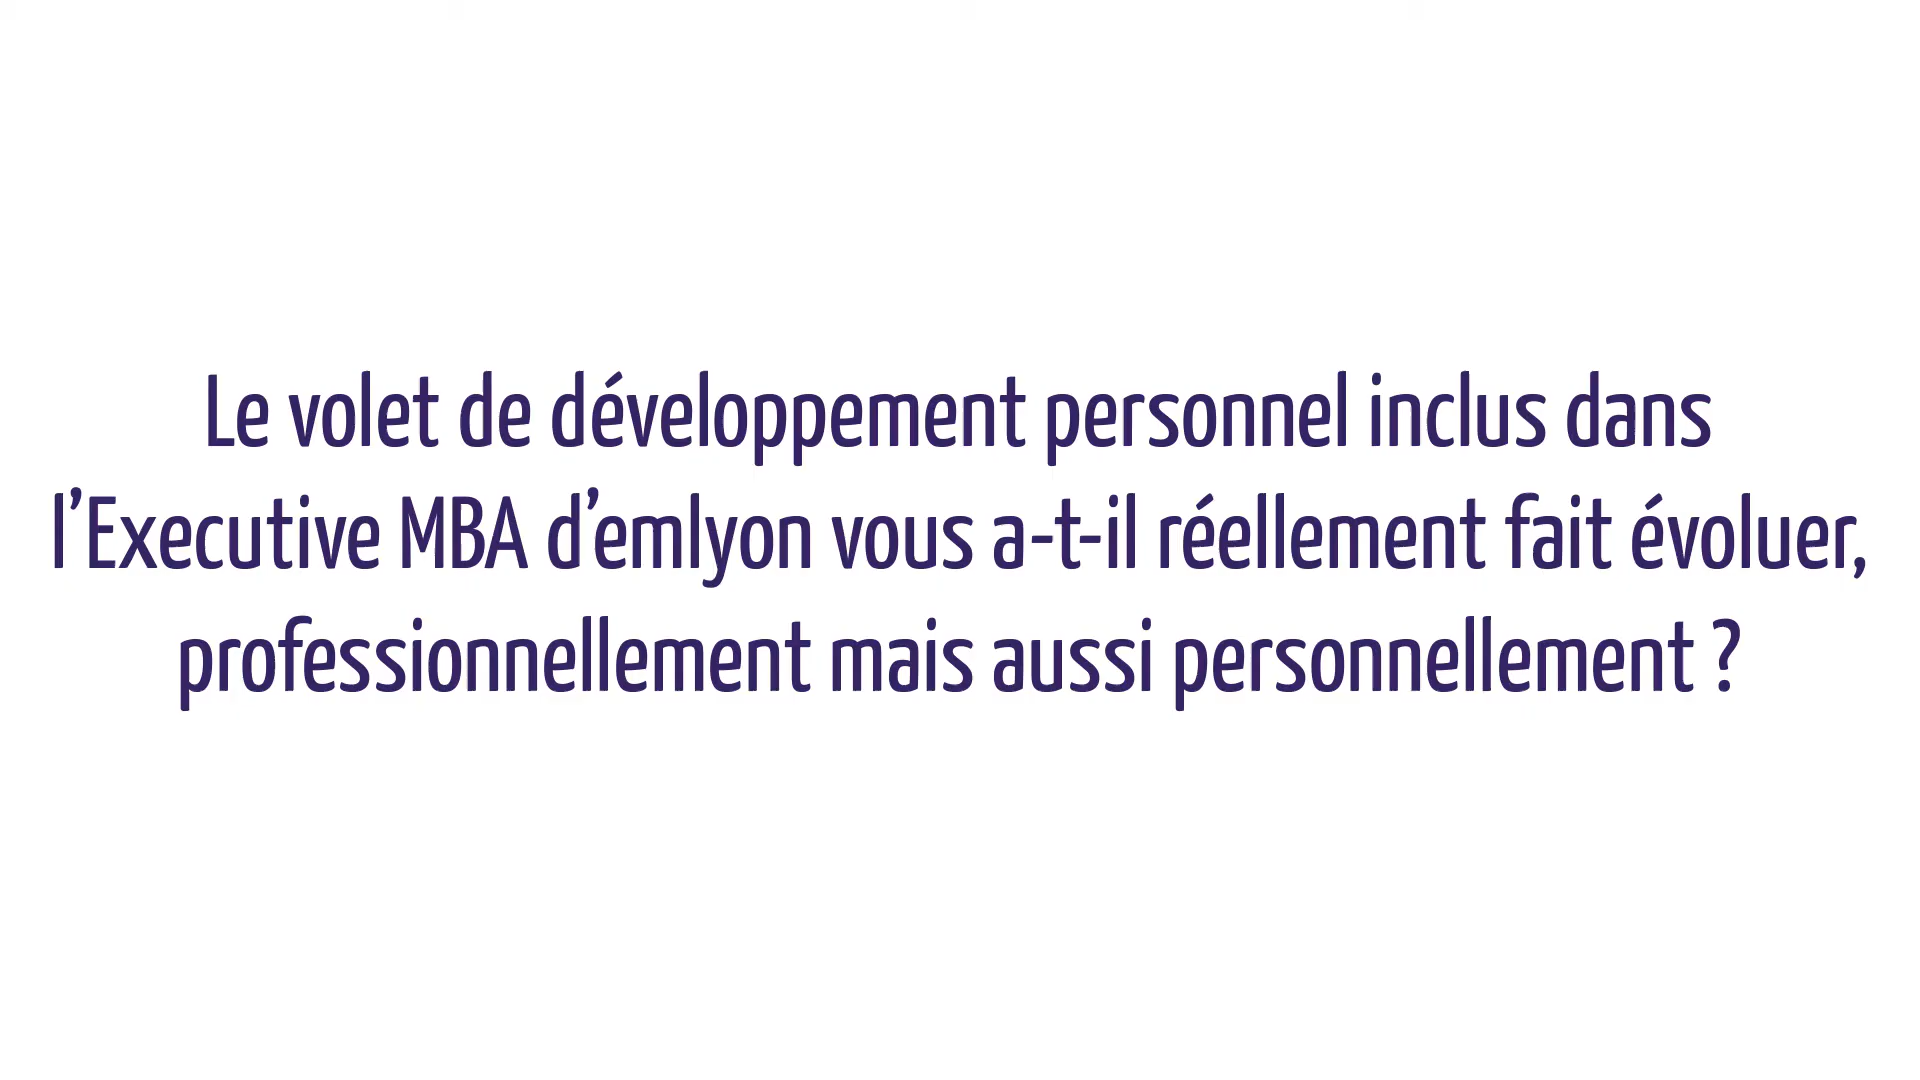 Le volet de développement personnel inclus dans
l’Executive MBA d’emlyon vous a-t-il réellement fait évoluer,
professionnellement mais aussi personnellement ?